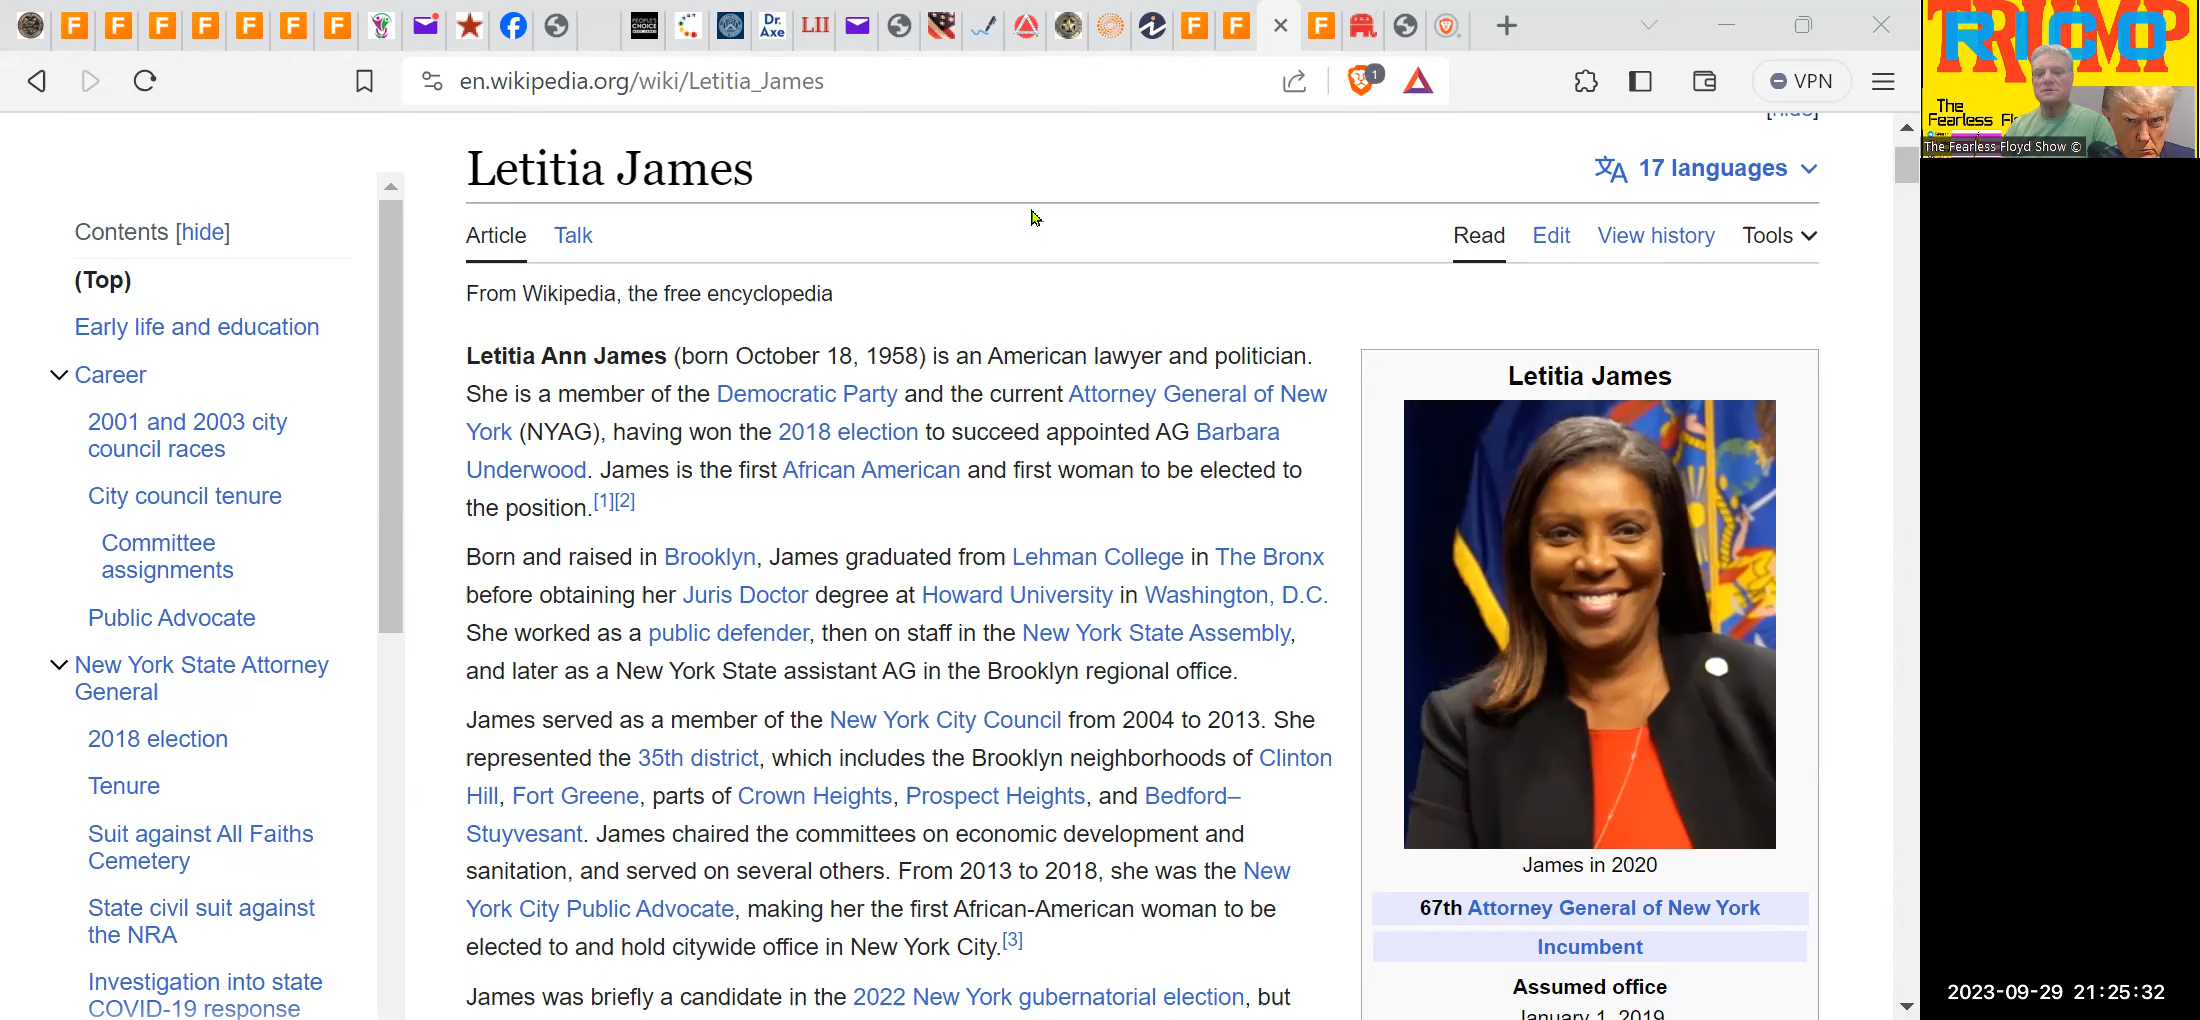 PEOPLE'S CHOICE
Dr. Axe
LII
en.wikipedia.org/wiki/Letitia_James
1
VPN
TRUMP
RICO
The
Fearless
The Fearless Floyd Show ©
[hide]
Letitia James
17 languages
Article Talk
Read Edit View history Tools
From Wikipedia, the free encyclopedia
Contents [hide]
(Top)
Early life and education
Career
2001 and 2003 city
council races
City council tenure
Committee
assignments
Public Advocate
New York State Attorney
General
2018 election
Tenure
Suit against All Faiths
Cemetery
State civil suit against
the NRA
Investigation into state
COVID-19 response
Letitia Ann James (born October 18, 1958) is an American lawyer and politician.
She is a member of the Democratic Party and the current Attorney General of New
York (NYAG), having won the 2018 election to succeed appointed AG Barbara
Underwood. James is the first African American and first woman to be elected to
the position.[1][2]
Born and raised in Brooklyn, James graduated from Lehman College in The Bronx
before obtaining her Juris Doctor degree at Howard University in Washington, D.C.
She worked as a public defender, then on staff in the New York State Assembly,
and later as a New York State assistant AG in the Brooklyn regional office.
James served as a member of the New York City Council from 2004 to 2013. She
represented the 35th district, which includes the Brooklyn neighborhoods of Clinton
Hill, Fort Greene, parts of Crown Heights, Prospect Heights, and Bedford–
Stuyvesant. James chaired the committees on economic development and
sanitation, and served on several others. From 2013 to 2018, she was the New
York City Public Advocate, making her the first African-American woman to be
elected to and hold citywide office in New York City.[3]
James was briefly a candidate in the 2022 New York gubernatorial election, but
Letitia James
James in 2020
67th Attorney General of New York
Incumbent
Assumed office
January 1, 2019
2023-09-29 21:25:32